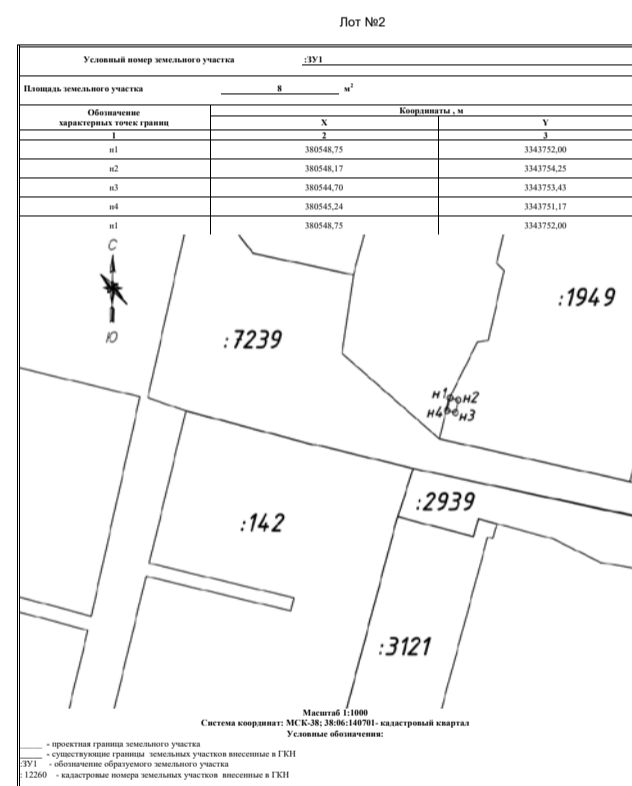 Лот №2
Условный номер земельного участка :ЗУ1
Площадь земельного участка 8 м²
Обозначение характерных точек границ Координаты , м
X Y
1 2 3
н1 380548,75 3343752,00
н2 380548,17 3343754,25
н3 380544,70 3343753,43
н4 380545,24 3343751,17
н1 380548,75 3343752,00
С
Ю
:7239
:1949
н1 н2
н4 н3
:2939
:142
:3121
Масштаб 1:1000
Система координат: МСК-38; 38:06:140701- кадастровый квартал
Условные обозначения:
- проектная граница земельного участка
- существующие границы земельных участков внесенные в ГКН
:ЗУ1 - обозначение образуемого земельного участка
: 12260 - кадастровые номера земельных участков внесенные в ГКН